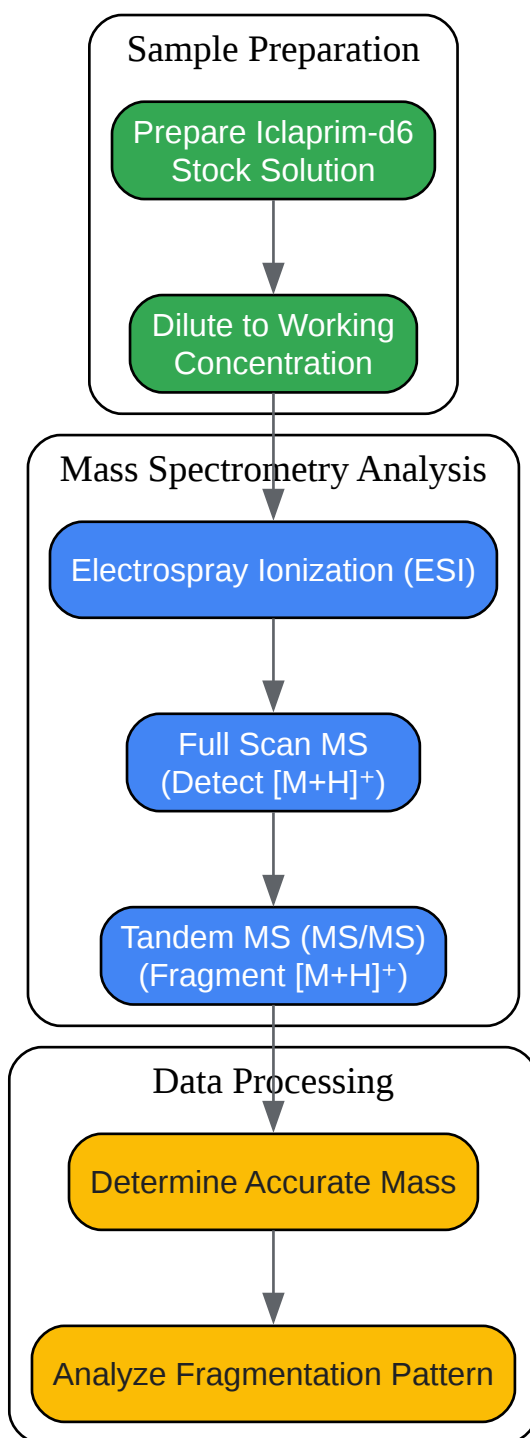 Sample Preparation
Prepare Iclaprim-d6
Stock Solution
Dilute to Working
Concentration
Mass Spectrometry Analysis
Electrospray Ionization (ESI)
Full Scan MS
(Detect [M+H]⁺)
Tandem MS (MS/MS)
(Fragment [M+H]⁺)
Data Processing
Determine Accurate Mass
Analyze Fragmentation Pattern